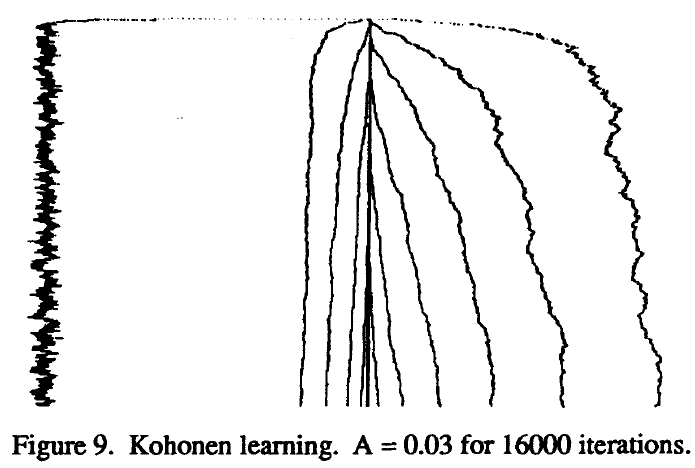 Figure 9. Kohonen learning. A = 0.03 for 16000 iterations.